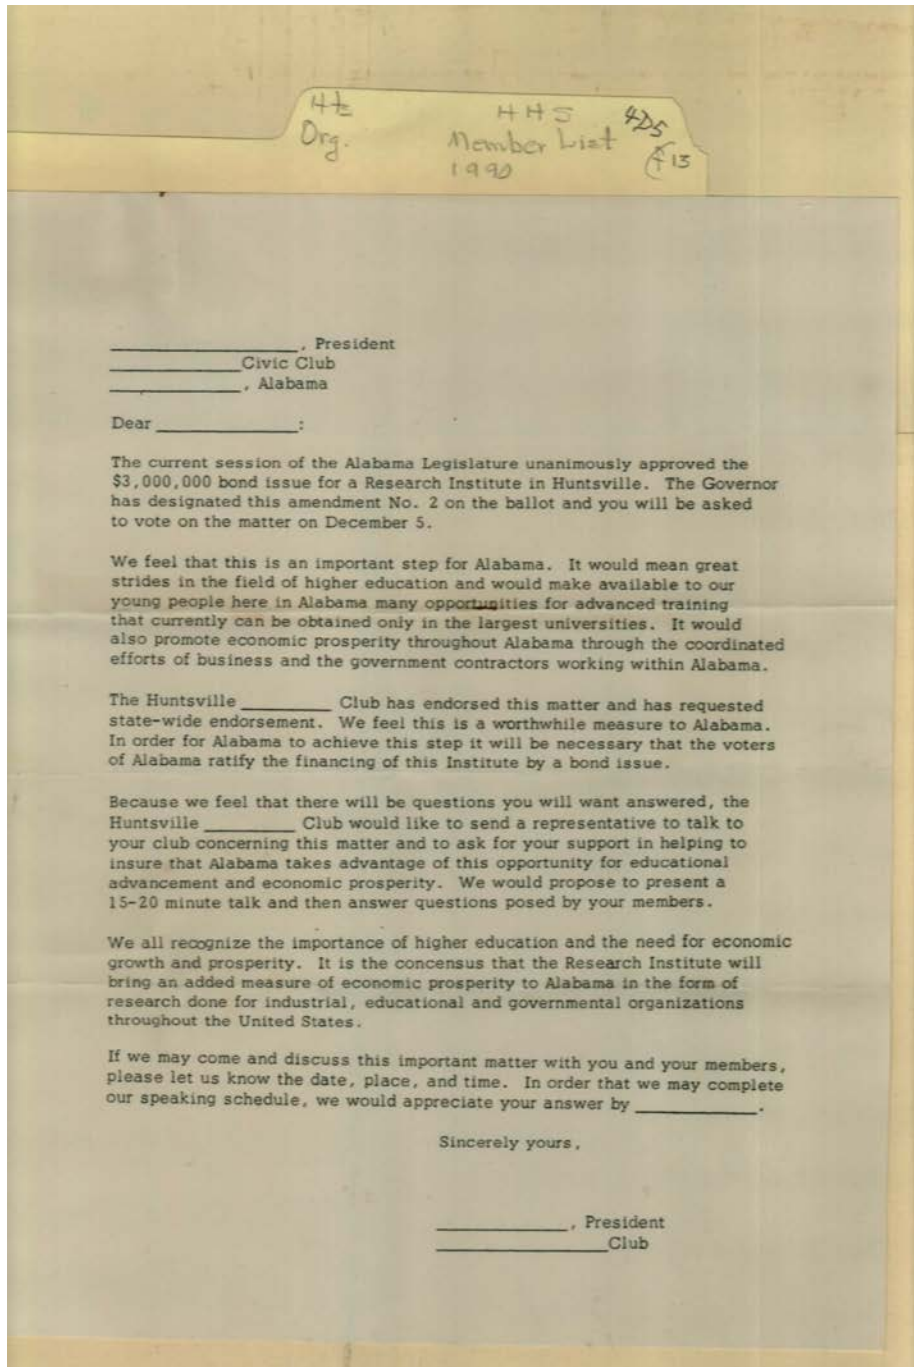 Org.
HHS
Member List
1990
4D5
13
____________, President
____________Civic Club
____________, Alabama
Dear ____________:
The current session of the Alabama Legislature unanimously approved the
$3,000,000 bond issue for a Research Institute in Huntsville. The Governor
has designated this amendment No. 2 on the ballot and you will be asked
to vote on the matter on December 5.
We feel that this is an important step for Alabama. It would mean great
strides in the field of higher education and would make available to our
young people here in Alabama many opportunities for advanced training
that currently can be obtained only in the largest universities. It would
also promote economic prosperity throughout Alabama through the coordinated
efforts of business and the government contractors working within Alabama.
The Huntsville ________ Club has endorsed this matter and has requested
state-wide endorsement. We feel this is a worthwhile measure to Alabama.
In order for Alabama to achieve this step it will be necessary that the voters
of Alabama ratify the financing of this Institute by a bond issue.
Because we feel that there will be questions you will want answered, the
Huntsville ________ Club would like to send a representative to talk to
your club concerning this matter and to ask for your support in helping to
insure that Alabama takes advantage of this opportunity for educational
advancement and economic prosperity. We would propose to present a
15-20 minute talk and then answer questions posed by your members.
We all recognize the importance of higher education and the need for economic
growth and prosperity. It is the concensus that the Research Institute will
bring an added measure of economic prosperity to Alabama in the form of
research done for industrial, educational and governmental organizations
throughout the United States.
If we may come and discuss this important matter with you and your members,
please let us know the date, place, and time. In order that we may complete
our speaking schedule, we would appreciate your answer by ____________.
Sincerely yours,
____________, President
____________Club